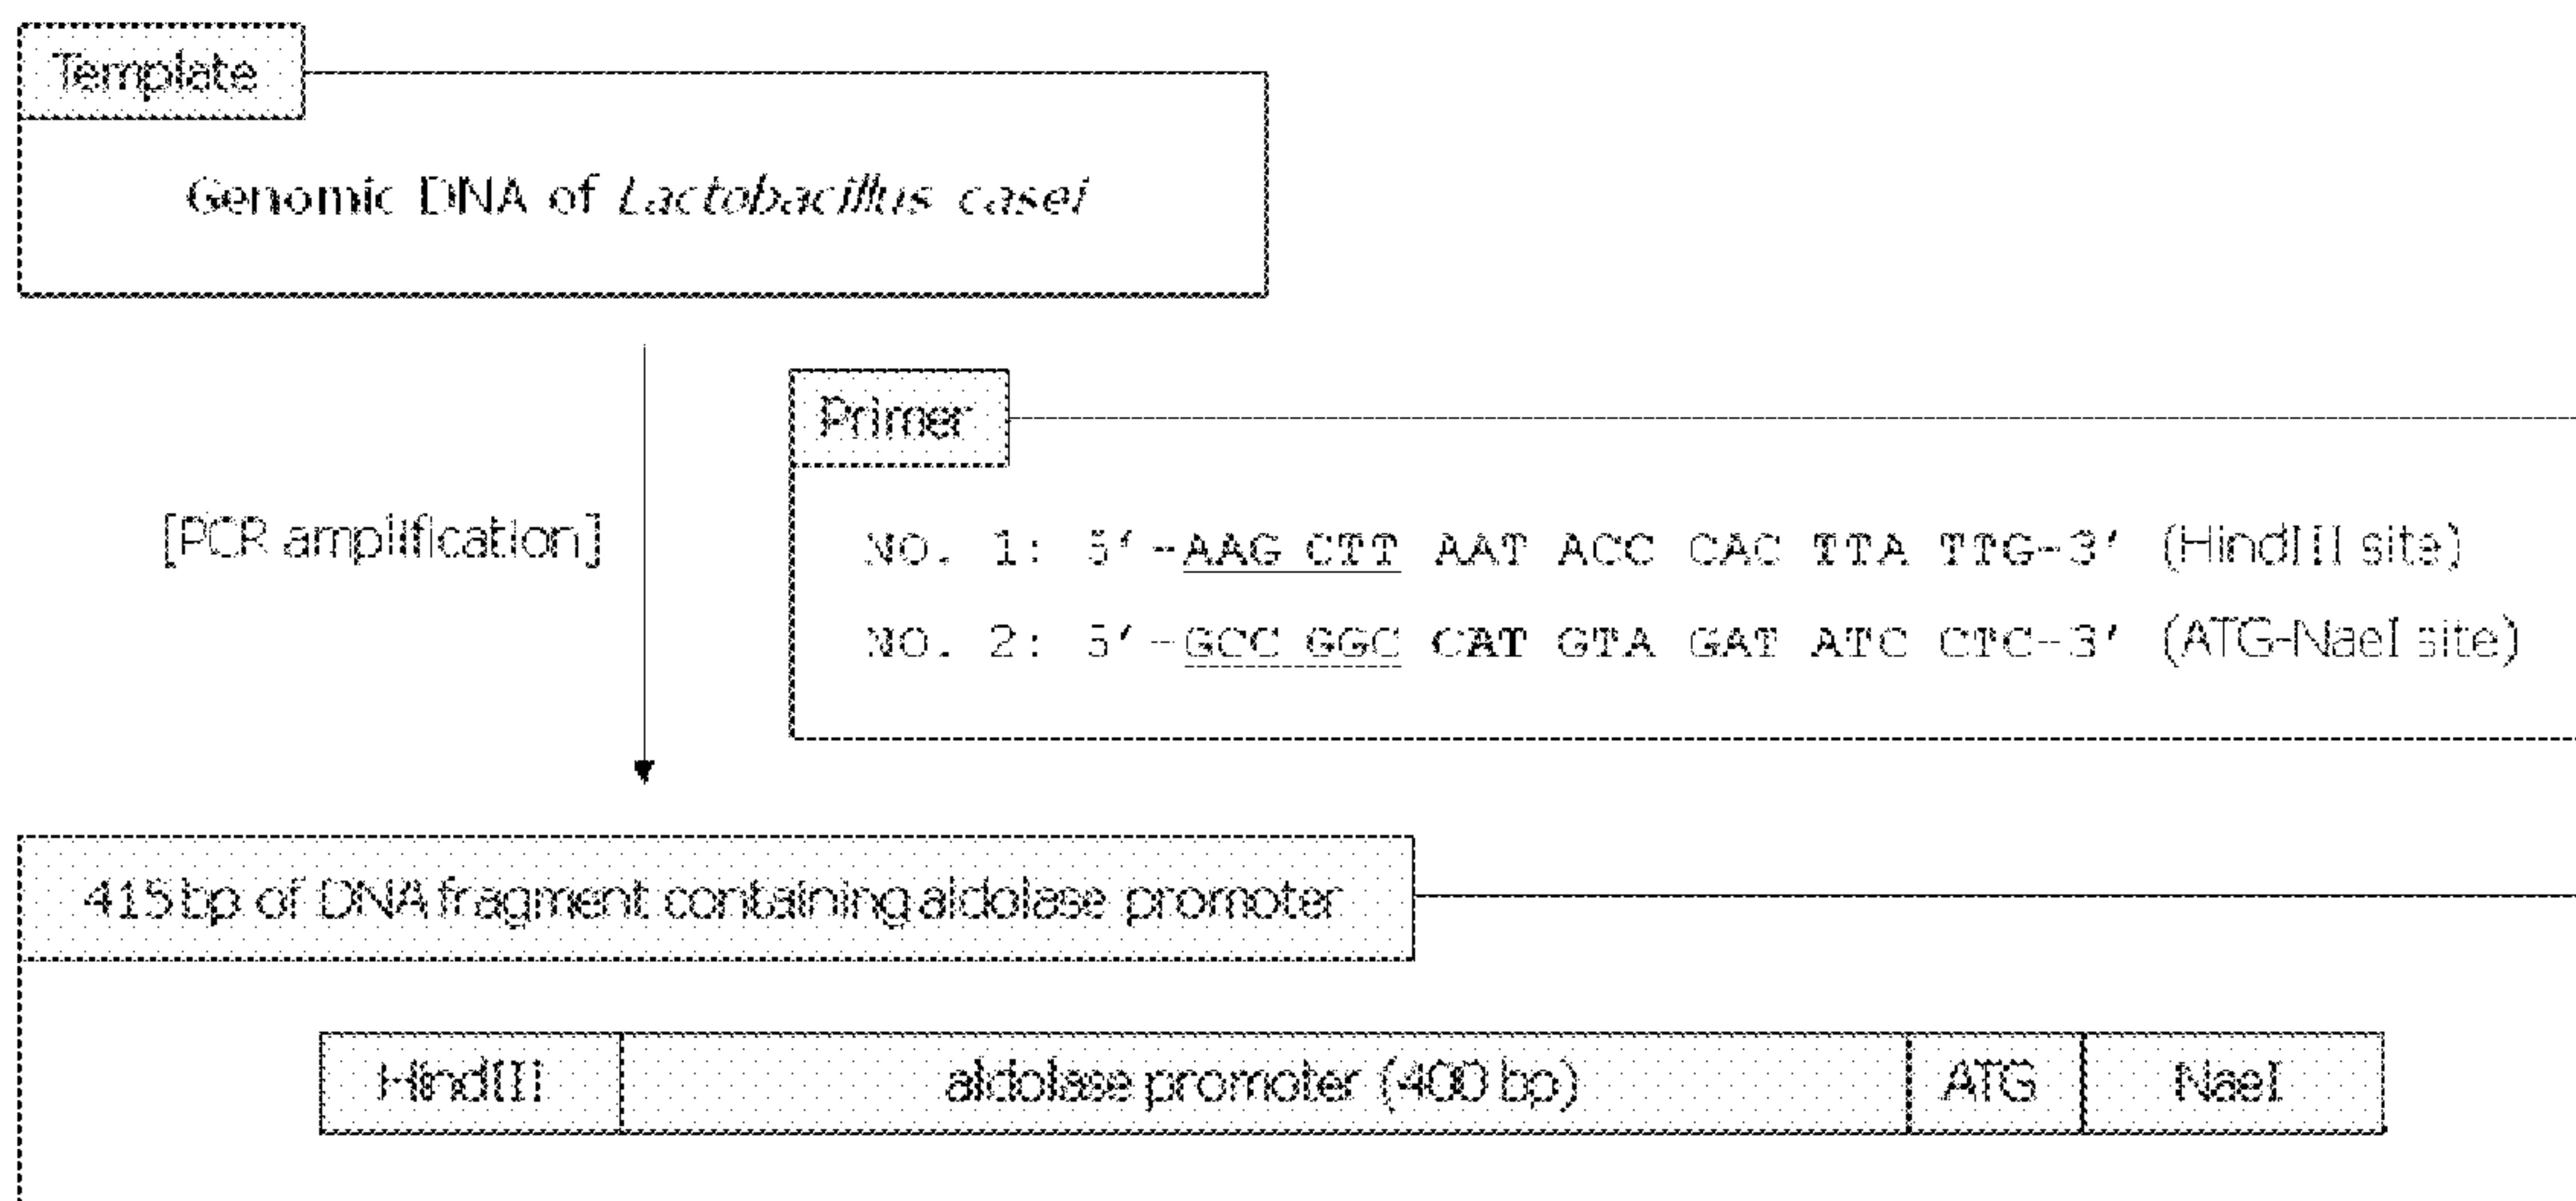 Template
Genomic DNA of Lactobacillus casei
Primer
[PCR amplification]
NO. 1: 5'-AAG CTT AAT ACC CAC TTA TTG-3' (HindIII site)
NO. 2: 5'-GCC GGC CAT GTA GAT ATC CTC-3' (ATG-NaeI site)
415 bp of DNA fragment containing aldolase promoter
HindIII aldolase promoter (400 bp) ATG NaeI